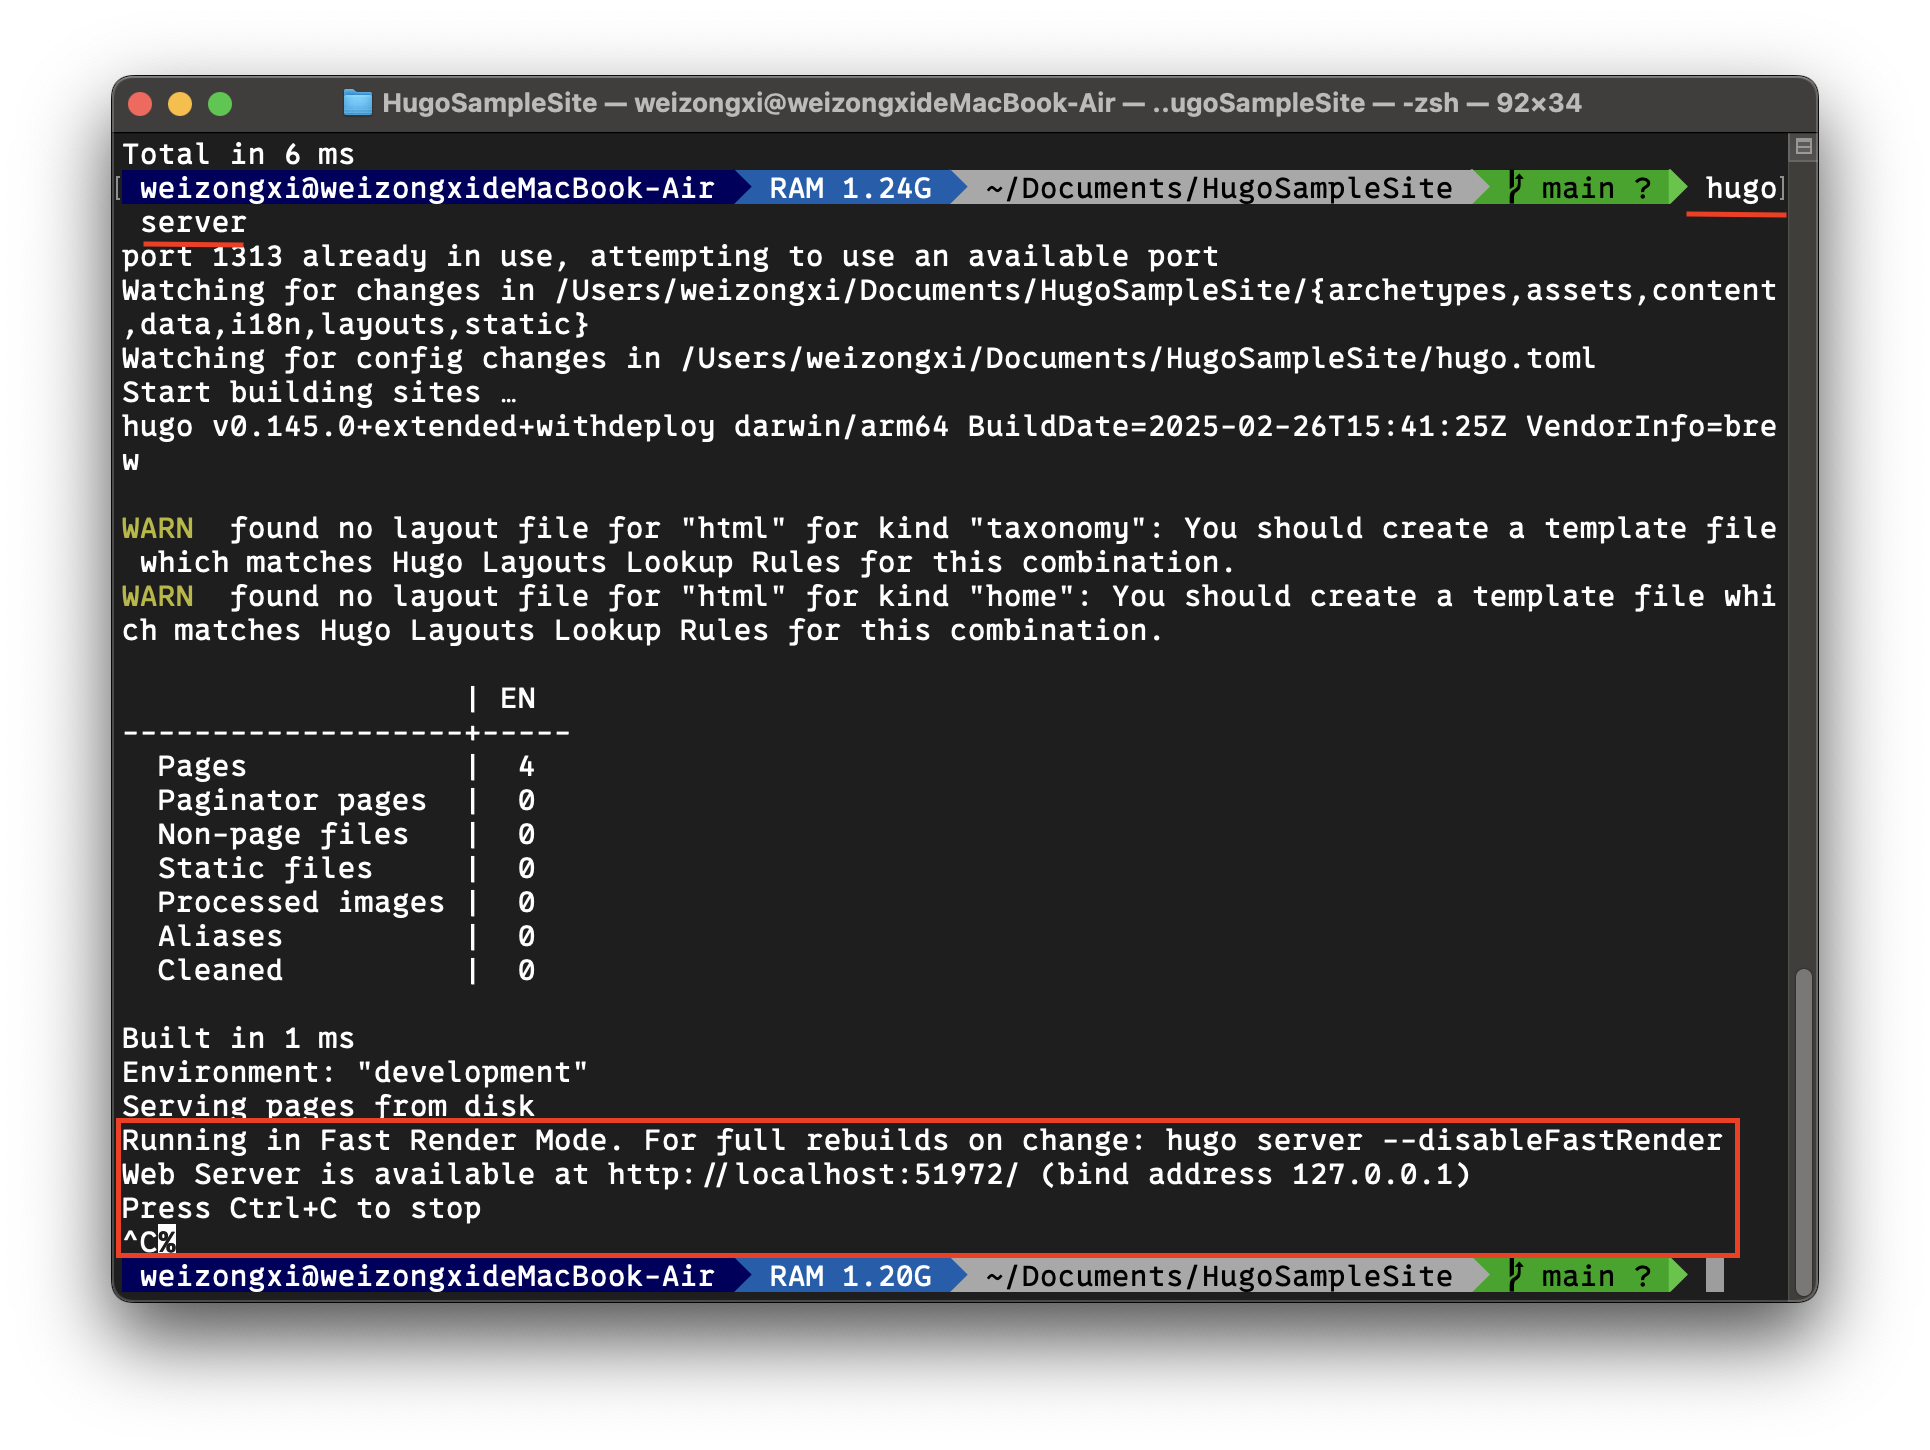 HugoSampleSite — weizongxi@weizongxideMacBook-Air — ..ugoSampleSite — -zsh — 92×34
Total in 6 ms
weizongxi@weizongxideMacBook-Air RAM 1.24G ~/Documents/HugoSampleSite main ? hugo
server
port 1313 already in use, attempting to use an available port
Watching for changes in /Users/weizongxi/Documents/HugoSampleSite/{archetypes,assets,content
,data,i18n,layouts,static}
Watching for config changes in /Users/weizongxi/Documents/HugoSampleSite/hugo.toml
Start building sites …
hugo v0.145.0+extended+withdeploy darwin/arm64 BuildDate=2025-02-26T15:41:25Z VendorInfo=bre
w
WARN  found no layout file for "html" for kind "taxonomy": You should create a template file
which matches Hugo Layouts Lookup Rules for this combination.
WARN  found no layout file for "html" for kind "home": You should create a template file whi
ch matches Hugo Layouts Lookup Rules for this combination.
| EN
-------------------+-----
Pages | 4
Paginator pages | 0
Non-page files | 0
Static files | 0
Processed images | 0
Aliases | 0
Cleaned | 0
Built in 1 ms
Environment: "development"
Serving pages from disk
Running in Fast Render Mode. For full rebuilds on change: hugo server --disableFastRender
Web Server is available at http://localhost:51972/ (bind address 127.0.0.1)
Press Ctrl+C to stop
^C%
weizongxi@weizongxideMacBook-Air RAM 1.20G ~/Documents/HugoSampleSite main ?